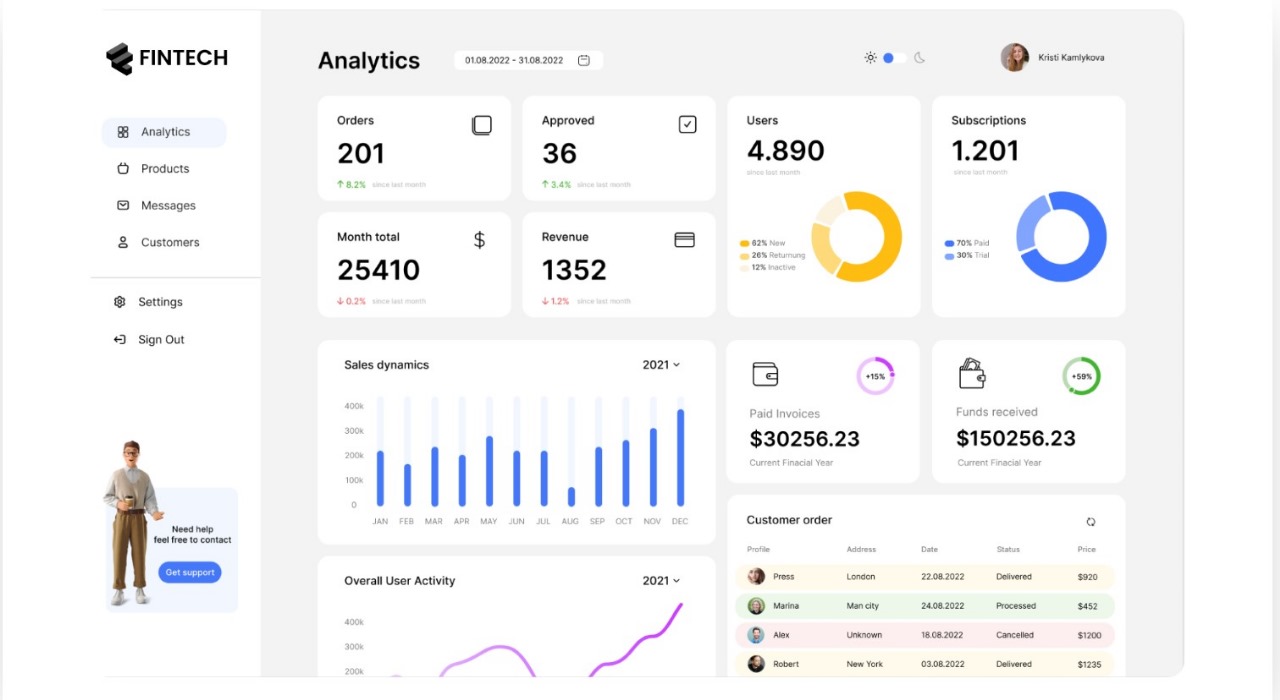 FINTECH
Analytics
Products
Messages
Customers
Settings
Sign Out
Need help
feel free to contact
Get support
Analytics
01.08.2022 - 31.08.2022
Kristi Kamlykova
Orders
201
8.2% since last month
Approved
36
3.4% since last month
Users
4.890
since last month
62% New
26% Returnung
12% Inactive
Subscriptions
1.201
since last month
70% Paid
30% Trial
Month total
$
25410
0.2% since last month
Revenue
1352
1.2% since last month
Sales dynamics
2021
400k
300k
200k
100k
0
JAN FEB MAR APR MAY JUN JUL AUG SEP OCT NOV DEC
+15%
Paid Invoices
$30256.23
Current Finacial Year
+59%
Funds received
$150256.23
Current Finacial Year
Overall User Activity
2021
400k
300k
200k
Customer order
Profile Address Date Status Price
Press London 22.08.2022 Delivered $920
Marina Man city 24.08.2022 Processed $452
Alex Unknown 18.08.2022 Cancelled $1200
Robert New York 03.08.2022 Delivered $1235